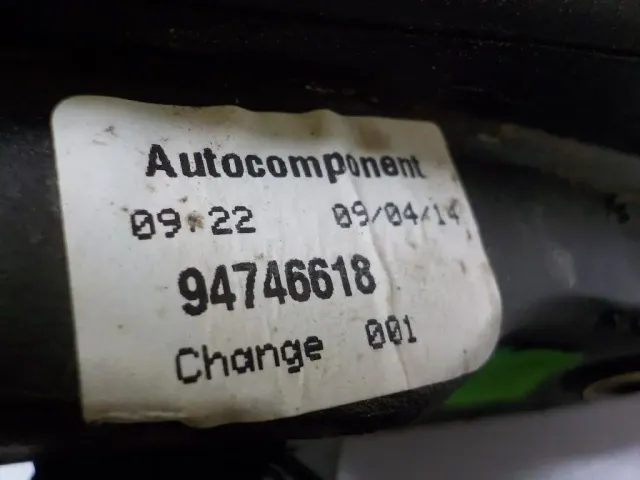 Autocomponent
09:22 09/04/14
94746618
Change 001